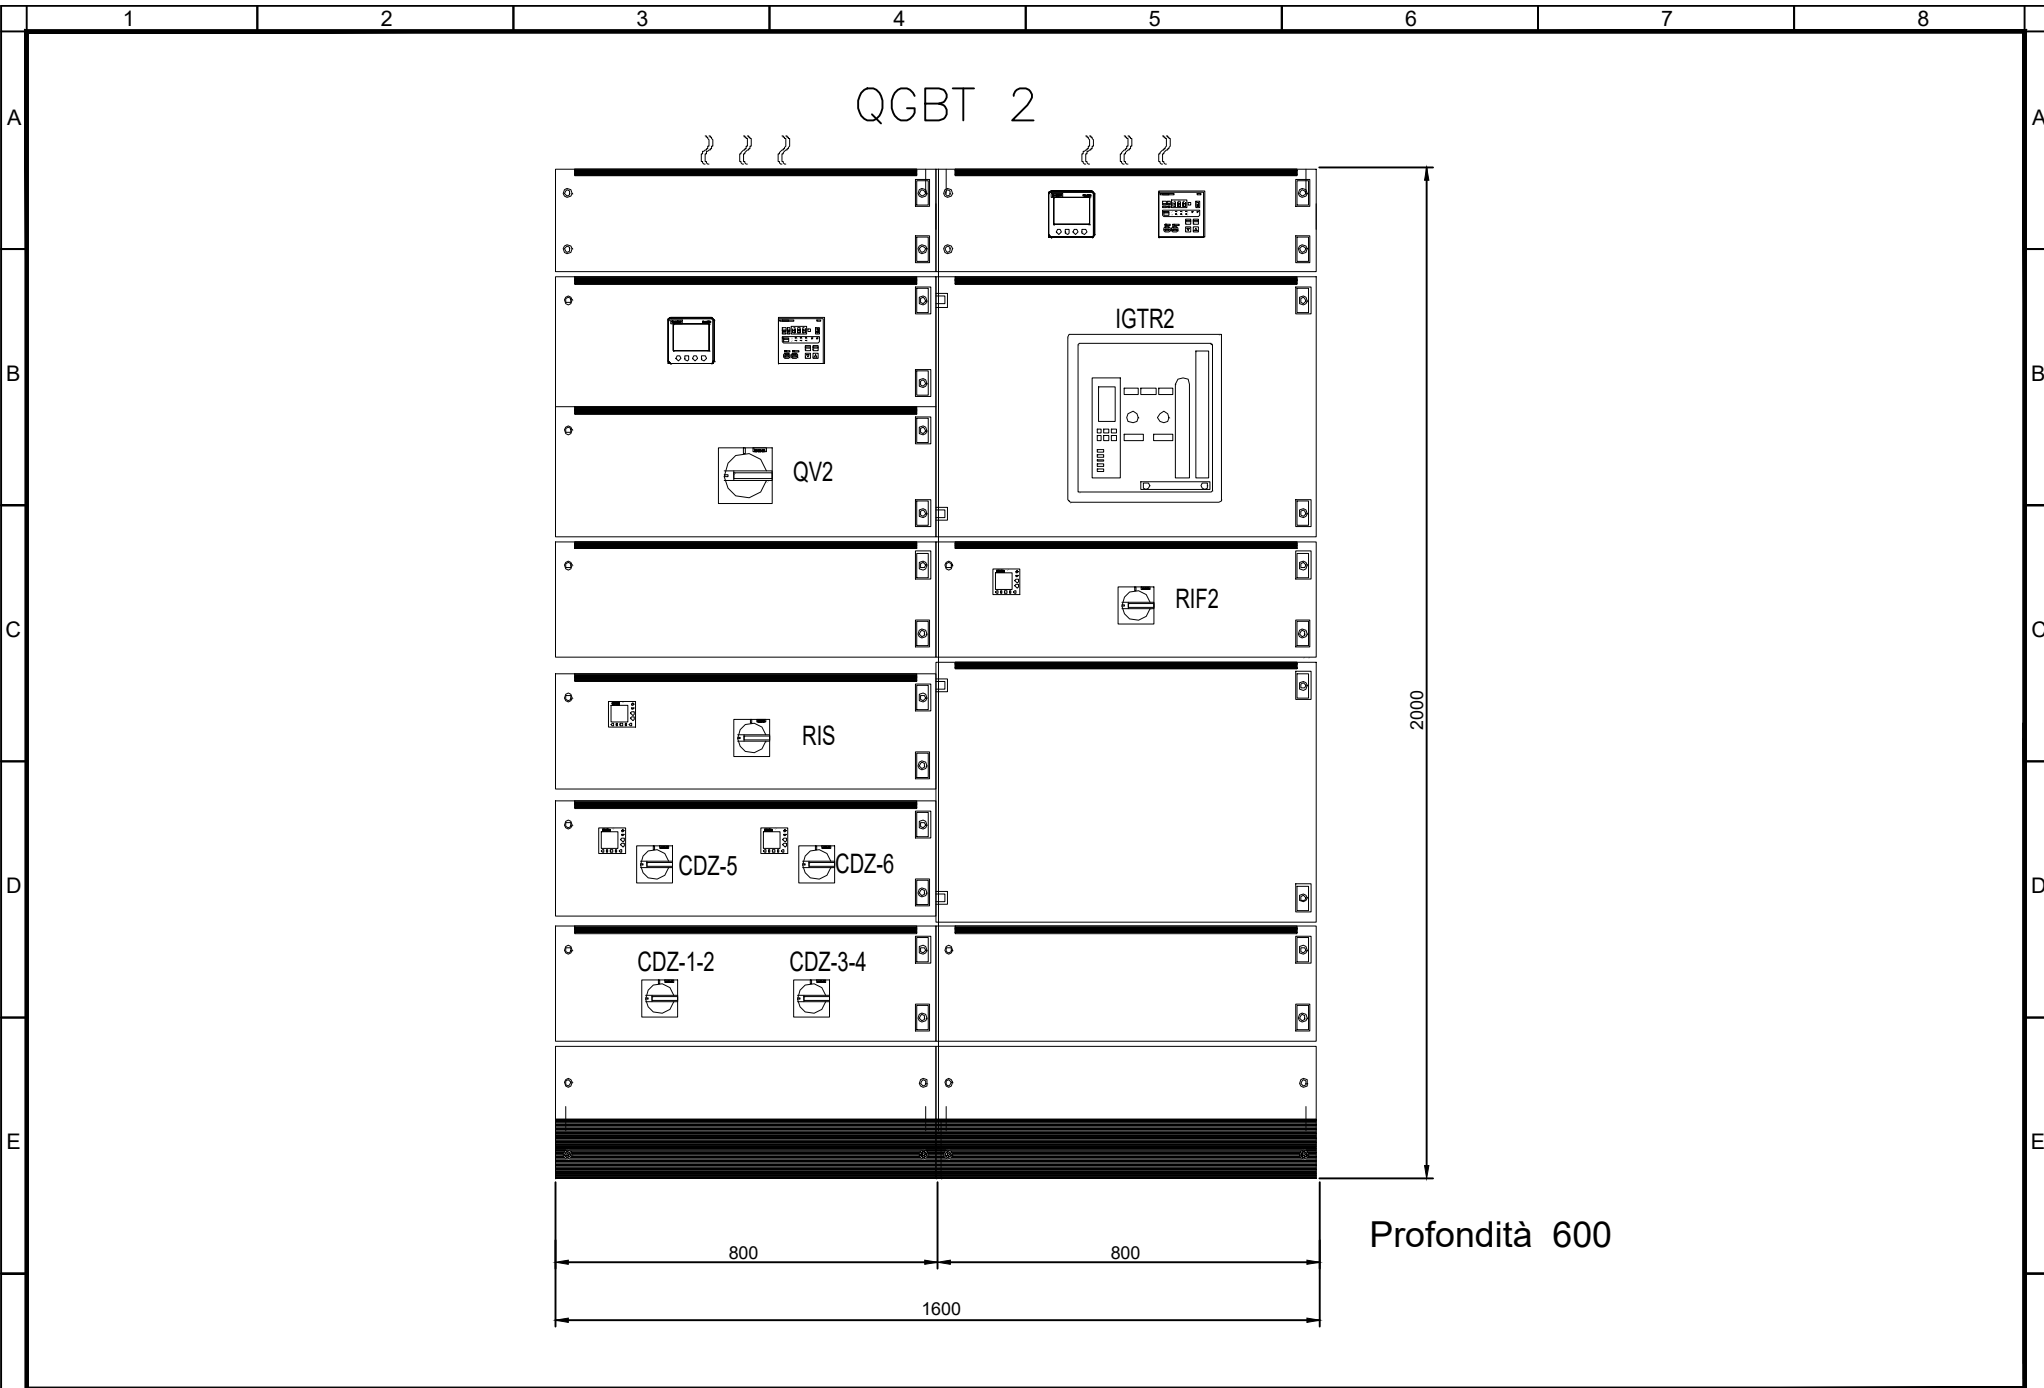 1 2 3 4 5 6 7 8
A A
QGBT 2
IGTR2
B B
QV2
C C
RIF2
RIS
2000
CDZ-5 CDZ-6
D D
CDZ-1-2 CDZ-3-4
E E
Profondità 600
800 800
1600